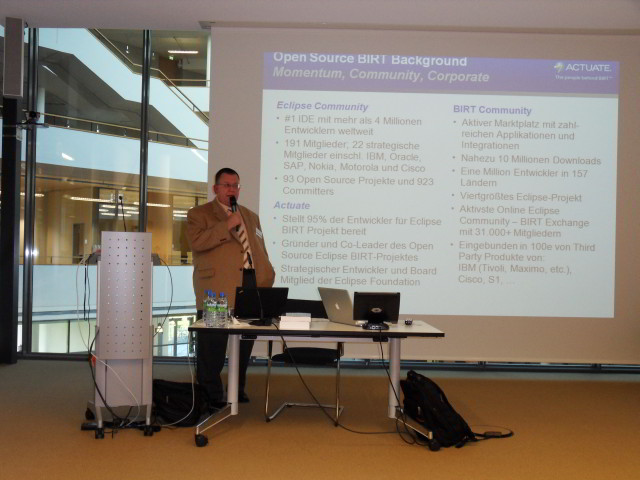 Open Source BIRT Background
Momentum, Community, Corporate
ACTUATE
The people behind BIRT
Eclipse Community
• #1 IDE mit mehr als 4 Millionen
Entwicklern weltweit
• 191 Mitglieder, 22 strategische
Mitglieder einschl. IBM, Oracle,
SAP, Nokia, Motorola und Cisco
• 93 Open Source Projekte und 923
Committers
Actuate
• Stellt 95% der Entwickler für Eclipse
BIRT Projekt bereit
• Gründer und Co-Leader des Open
Source Eclipse BIRT-Projektes
• Strategischer Entwickler und Board
Mitglied der Eclipse Foundation
BIRT Community
• Aktiver Marktplatz mit zahl-
reichen Applikationen und
Integrationen
• Nahezu 10 Millionen Downloads
• Eine Million Entwickler in 157
Ländern
• Viertgrößtes Eclipse-Projekt
• Aktivste Online Eclipse
Community – BIRT Exchange
mit 31 000+ Mitgliedern
• Eingebunden in 100e von Third
Party Produkte von:
IBM (Tivoli, Maximo, etc.),
Cisco, S1,...